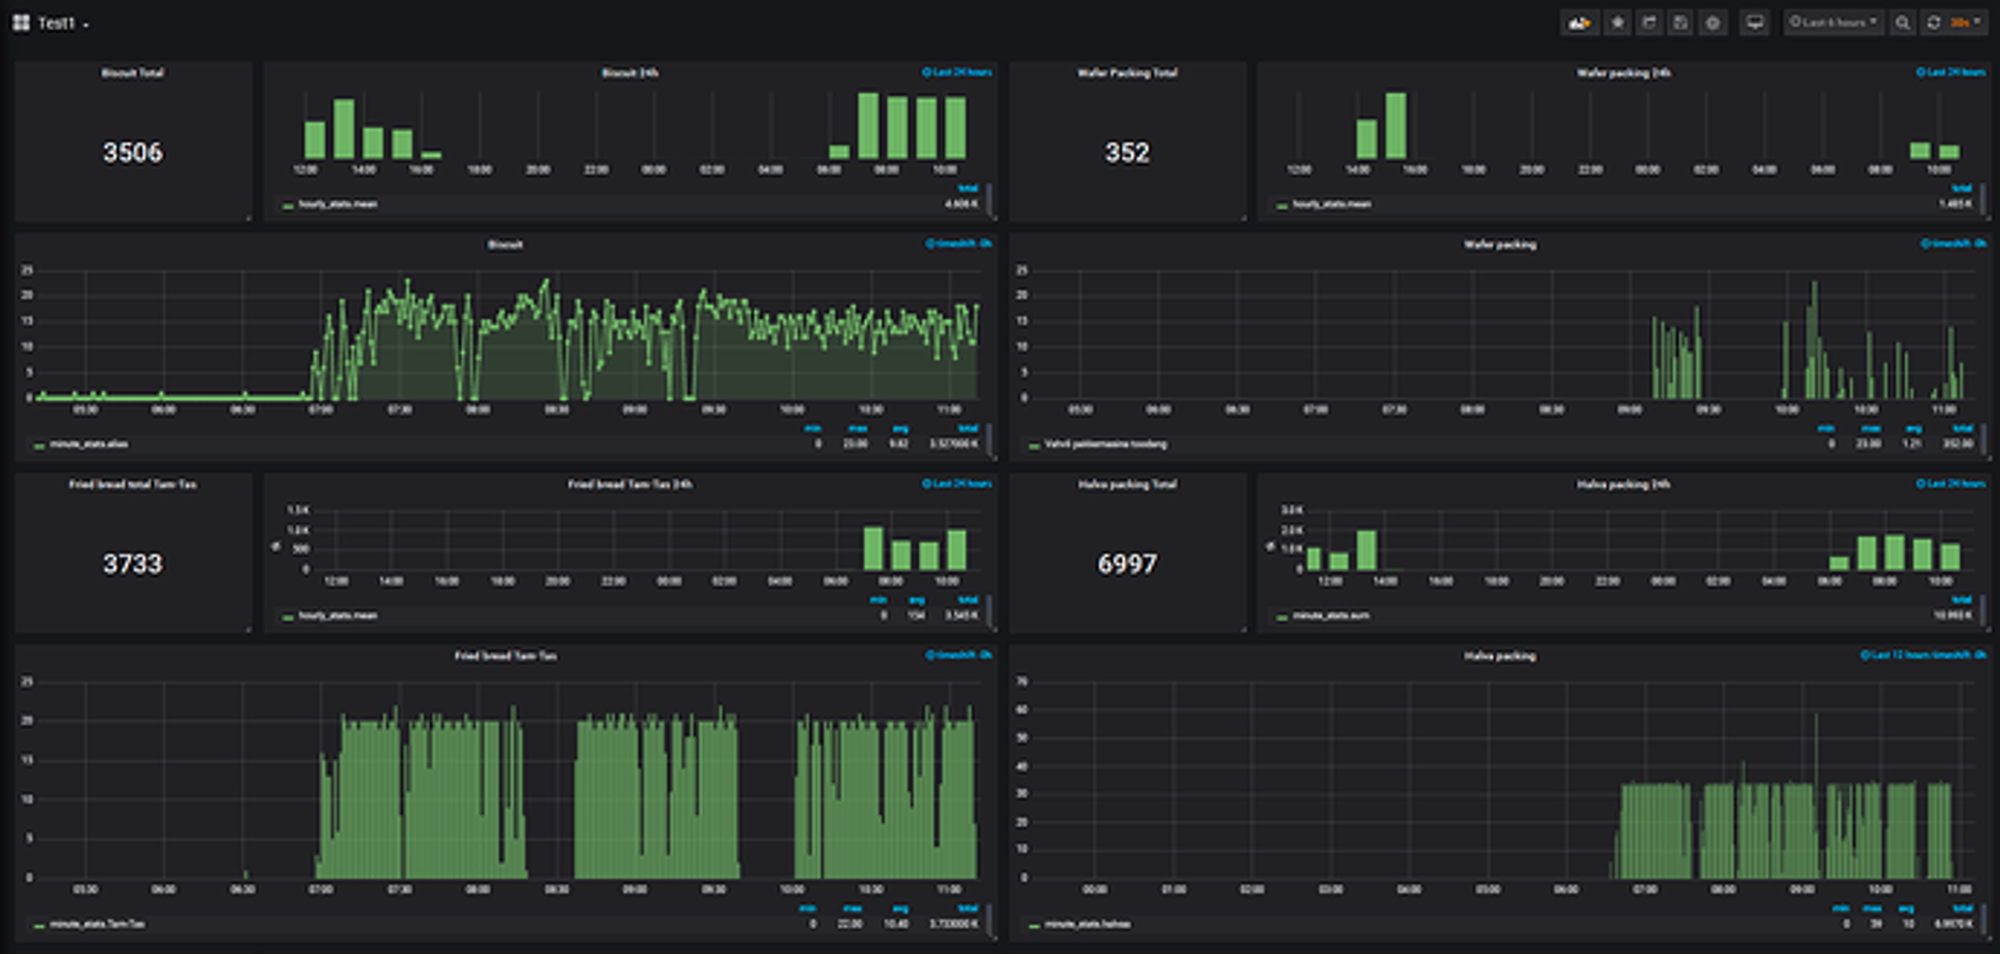 Test1
Last 6 hours
30s
Biscuit Total
3506
Biscuit 24h
Last 24 hours
12:00 14:00 16:00 18:00 20:00 22:00 00:00 02:00 04:00 06:00 08:00 10:00
total
hourly_stats.mean
Wafer Packing Total
352
Wafer packing 24h
Last 24 hours
12:00 14:00 16:00 18:00 20:00 22:00 00:00 02:00 04:00 06:00 08:00 10:00
total
hourly_stats.mean
Biscuit
timeshift -0h
25
20
15
10
5
0
05:30 06:00 06:30 07:00 07:30 08:00 08:30 09:00 09:30 10:00 10:30 11:00
min max avg total
minute_stats.alias 0 23.00 9.82
Wafer packing
timeshift -0h
25
20
15
10
5
0
05:30 06:00 06:30 07:00 07:30 08:00 08:30 09:00 09:30 10:00 10:30 11:00
min max avg total
0 23.00 1.21 352.00
Fried bread total Tam-Tas
3733
Fried bread Tam-Tas 24h
Last 24 hours
1.5 K
1.0 K
500
0
12:00 14:00 16:00 18:00 20:00 22:00 00:00 02:00 04:00 06:00 08:00 10:00
min avg total
hourly_stats.mean 0 154 3.545 K
Halva packing Total
6997
Halva packing 24h
Last 24 hours
3.0 K
2.0 K
1.0 K
0
12:00 14:00 16:00 18:00 20:00 22:00 00:00 02:00 04:00 06:00 08:00 10:00
total
minute_stats.sum
Fried bread Tam-Tas
timeshift -0h
25
20
15
10
5
0
05:30 06:00 06:30 07:00 07:30 08:00 08:30 09:00 09:30 10:00 10:30 11:00
min max avg total
minute_stats.Tam-Tas 0 22.00 10.40 3.733000 K
Halva packing
Last 12 hours timeshift -0h
70
60
50
40
30
20
10
0
00:00 01:00 02:00 03:00 04:00 05:00 06:00 07:00 08:00 09:00 10:00 11:00
min max avg total
0 59 10 6.9970 K